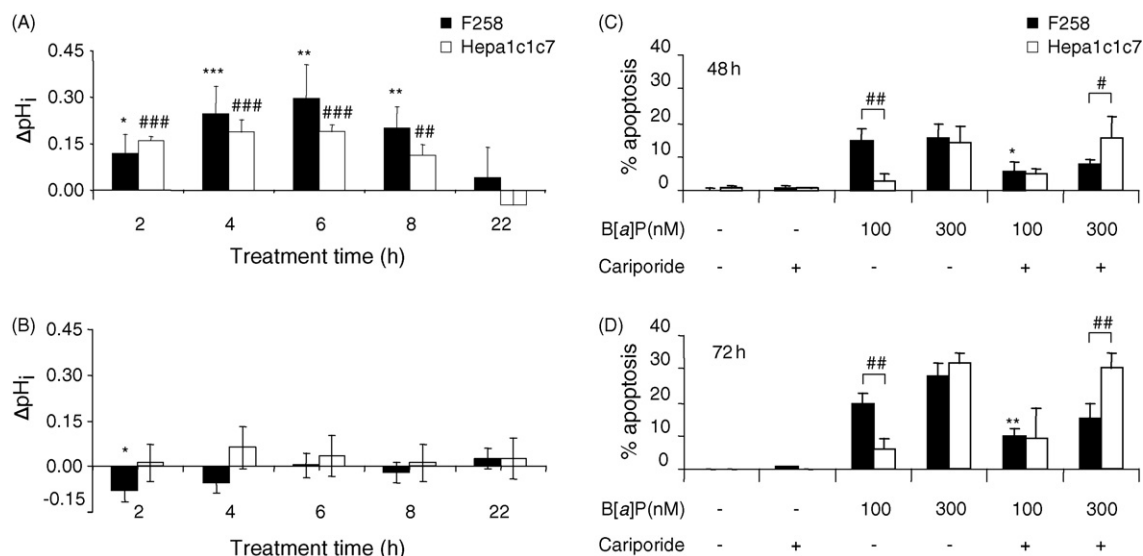 (A)
F258
Hepa1c1c7
0.45
0.30
0.15
0.00
ΔpHi
* ### *** ### ** ### ** ##
2 4 6 8 22
Treatment time (h)
(B)
0.45
0.30
0.15
0.00
-0.15
ΔpHi
*
2 4 6 8 22
Treatment time (h)
(C)
F258
Hepa1c1c7
48h
40
30
20
10
0
% apoptosis
## * #
B[a]P(nM) - - 100 300 100 300
Cariporide - + - - + +
(D)
72h
40
30
20
10
0
% apoptosis
## ** ##
B[a]P(nM) - - 100 300 100 300
Cariporide - + - - + +